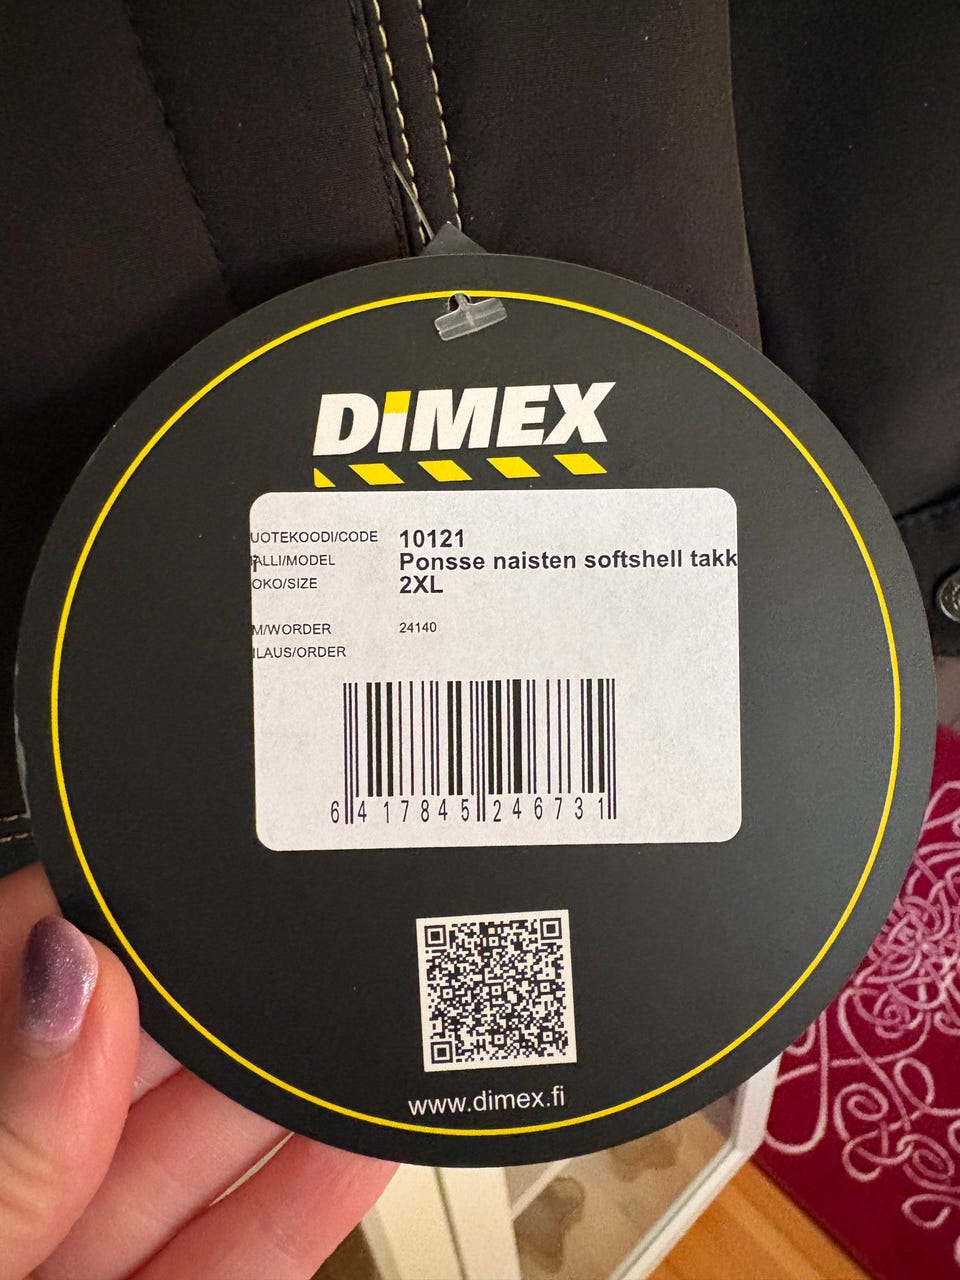 DiMEX
UOTEKOODI/CODE 10121
ALLI/MODEL Ponsse naisten softshell takk
OKO/SIZE 2XL
M/WORDER 24140
LAUS/ORDER
6 417845 246731
www.dimex.fi